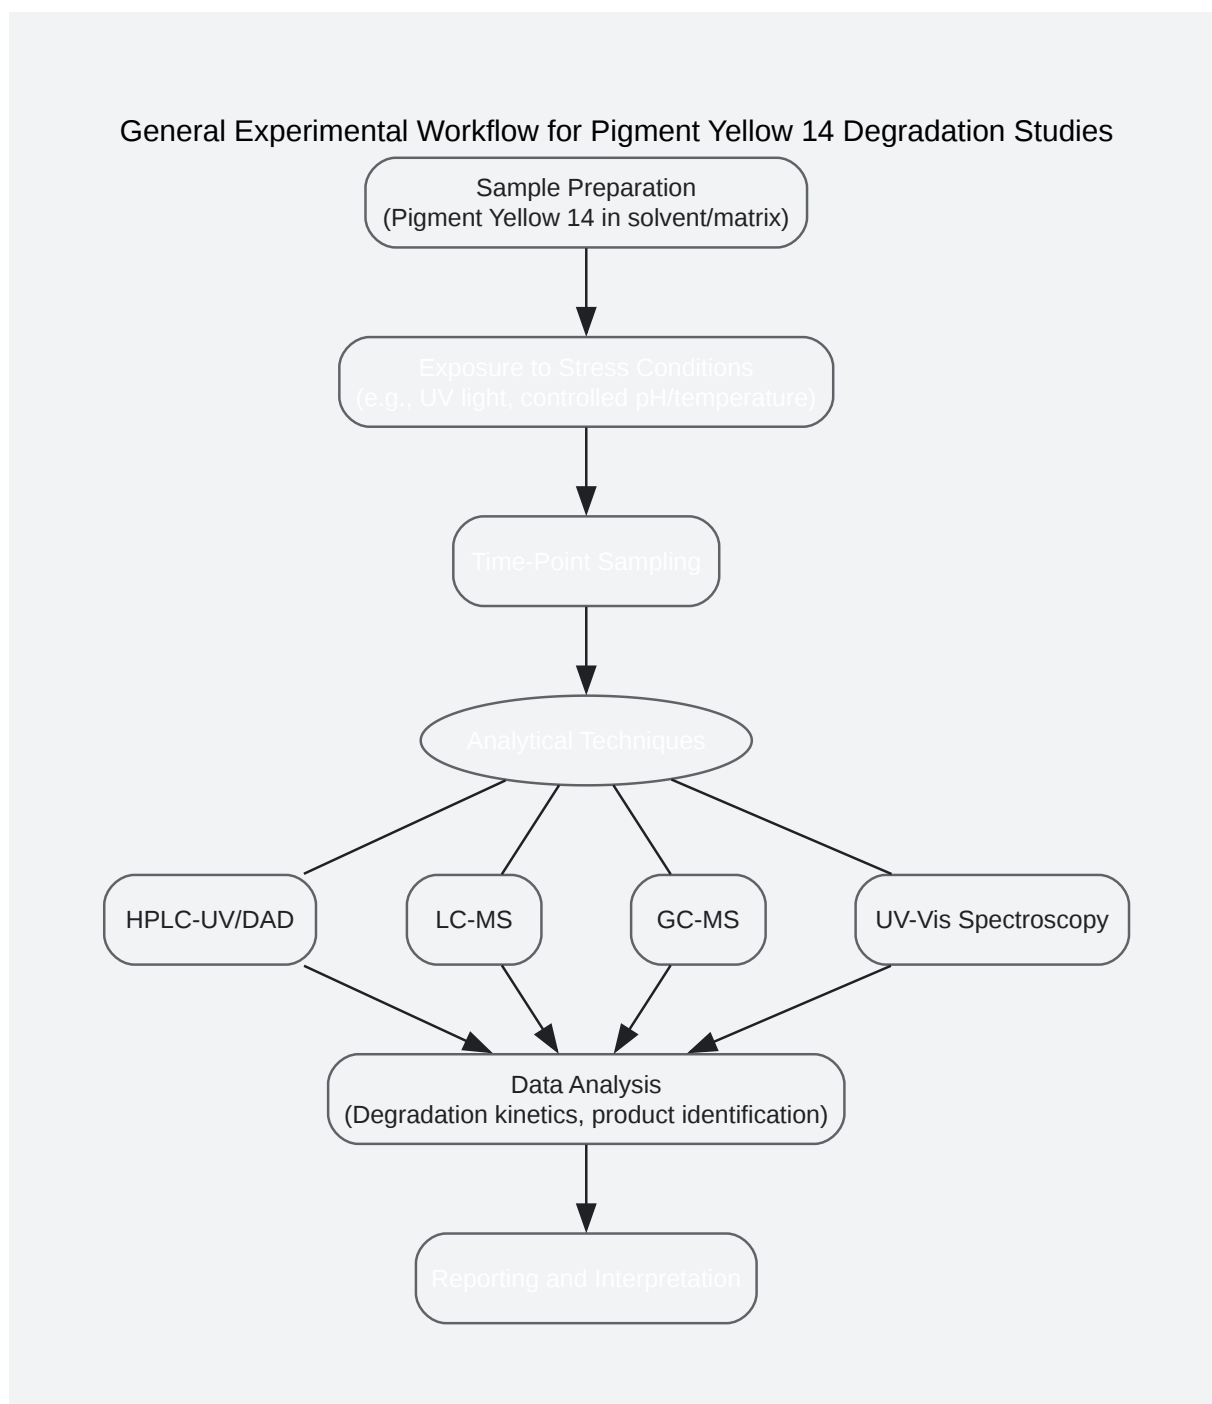 General Experimental Workflow for Pigment Yellow 14 Degradation Studies
Sample Preparation
(Pigment Yellow 14 in solvent/matrix)
Exposure to Stress Conditions
(e.g., UV light, controlled pH/temperature)
Time-Point Sampling
Analytical Techniques
HPLC-UV/DAD
LC-MS
GC-MS
UV-Vis Spectroscopy
Data Analysis
(Degradation kinetics, product identification)
Reporting and Interpretation